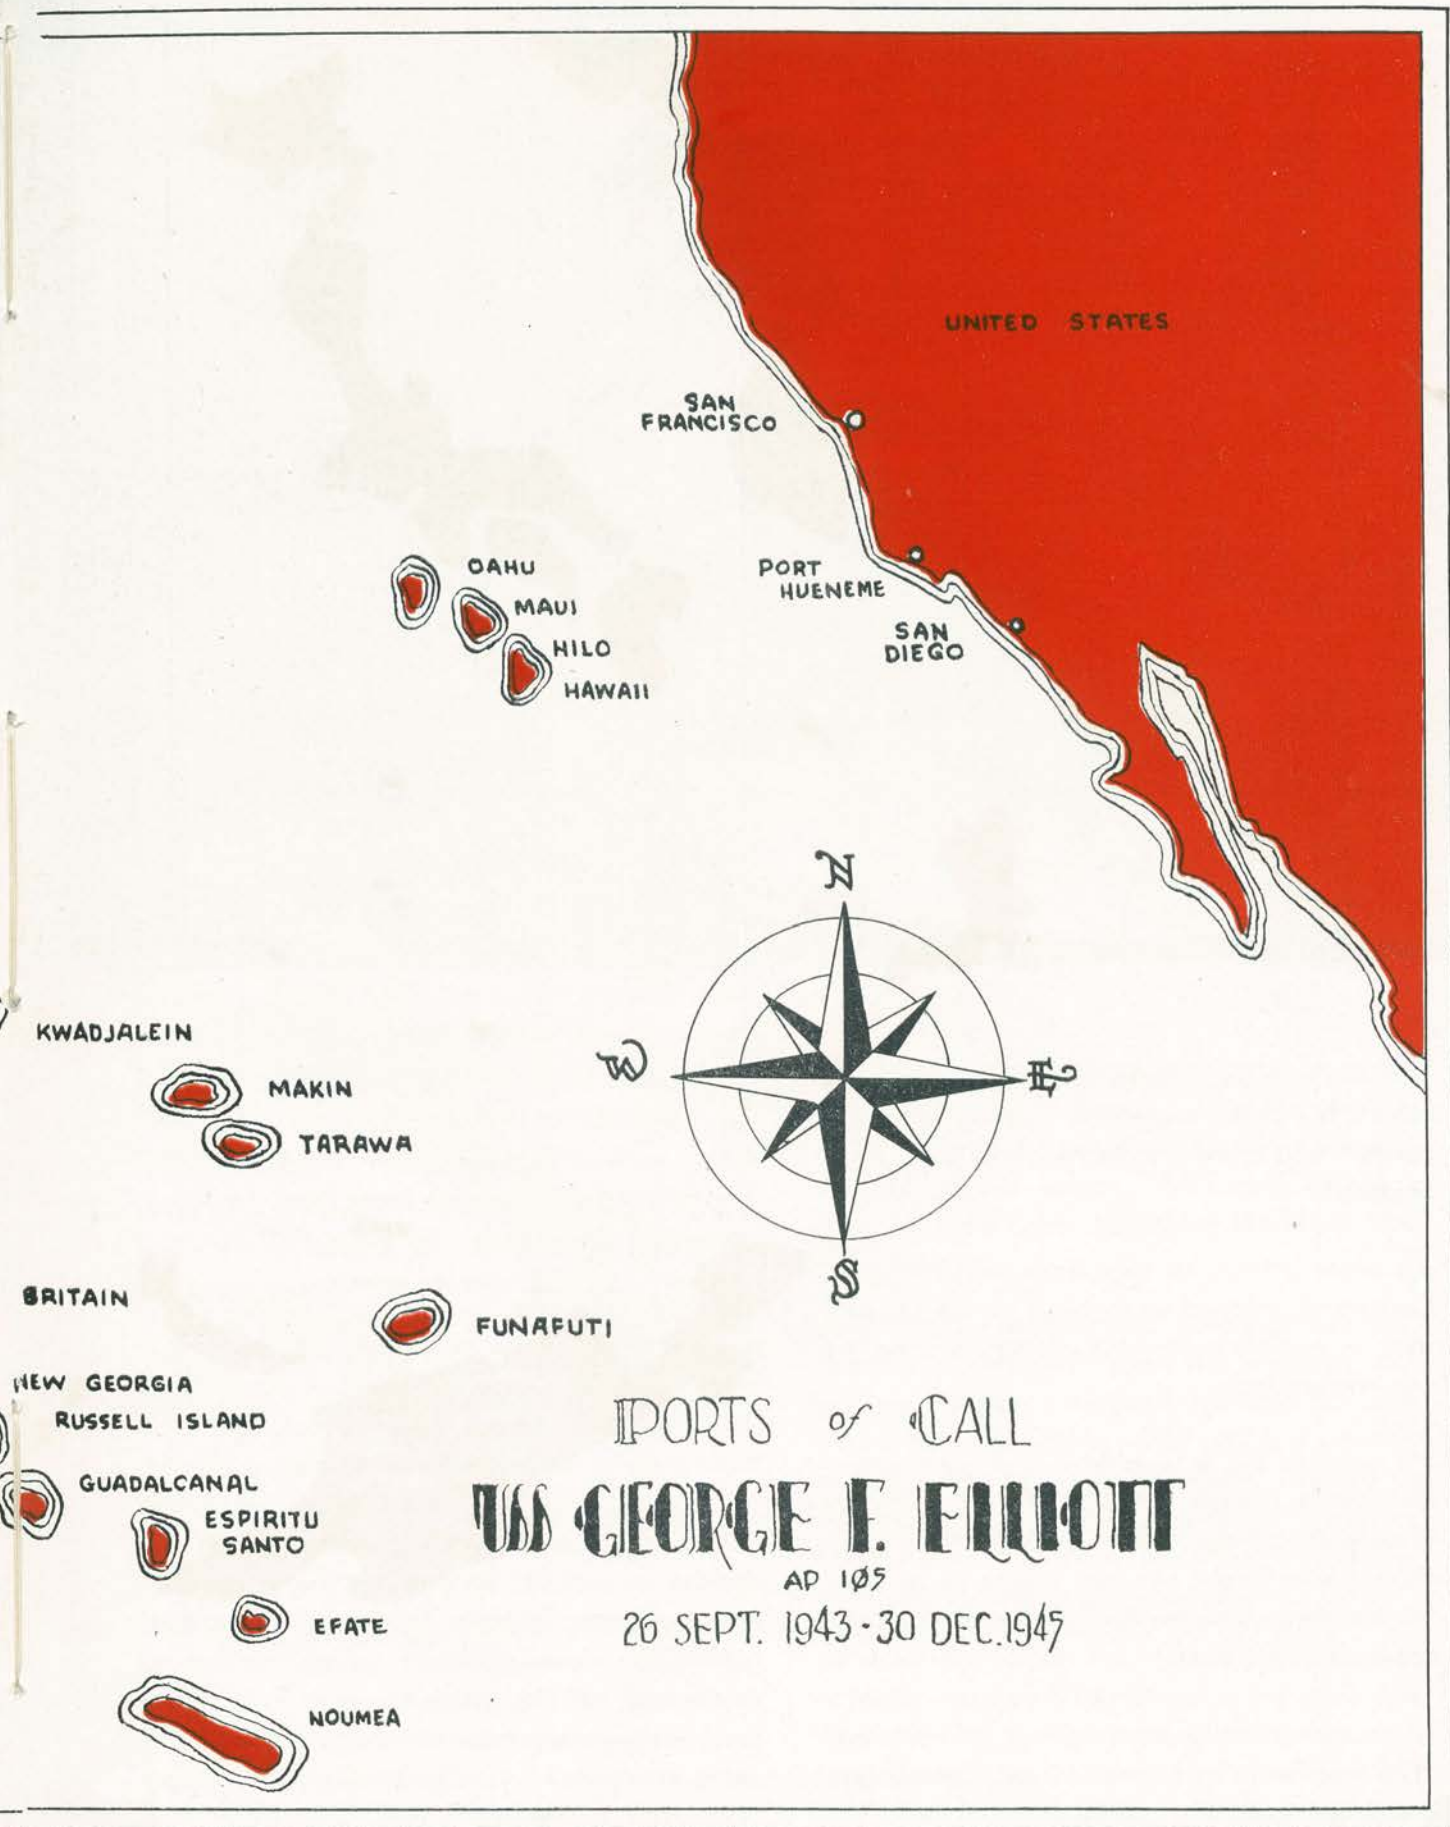 UNITED STATES
SAN
FRANCISCO
PORT
HUENEME
SAN
DIEGO
OAHU
MAUI
HILO
HAWAII
N
W
E
S
KWADJALEIN
MAKIN
TARAWA
BRITAIN
FUNAFUTI
NEW GEORGIA
RUSSELL ISLAND
GUADALCANAL
ESPIRITU
SANTO
EFATE
NOUMEA
PORTS of CALL
USS GEORGE F. ELLIOTT
AP 1Ø5
26 SEPT. 1943 - 30 DEC. 1945